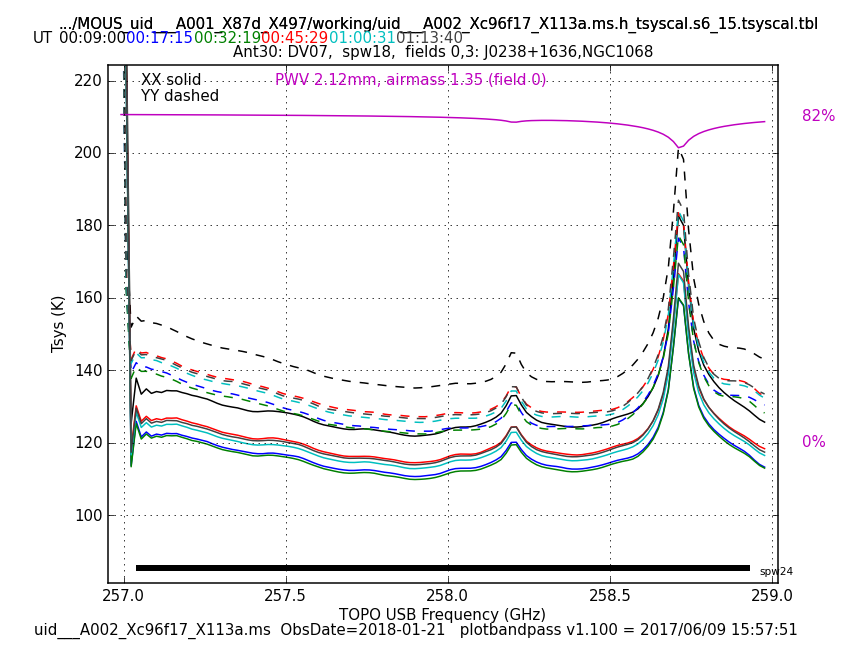 .../MOUS_uid___A001_X87d_X497/working/uid___A002_Xc96f17_X113a.ms.h_tsyscal.s6_15.tsyscal.tbl
UT 00:09:00 00:17:15 00:32:19 00:45:29 01:00:31 01:13:40
Ant30: DV07, spw18, fields 0,3: J0238+1636,NGC1068
XX solid
YY dashed
PWV 2.12mm, airmass 1.35 (field 0)
220
200
180
160
140
120
100
Tsys (K)
82%
0%
spw24
257.0 257.5 258.0 258.5 259.0
TOPO USB Frequency (GHz)
uid___A002_Xc96f17_X113a.ms ObsDate=2018-01-21 plotbandpass v1.100 = 2017/06/09 15:57:51